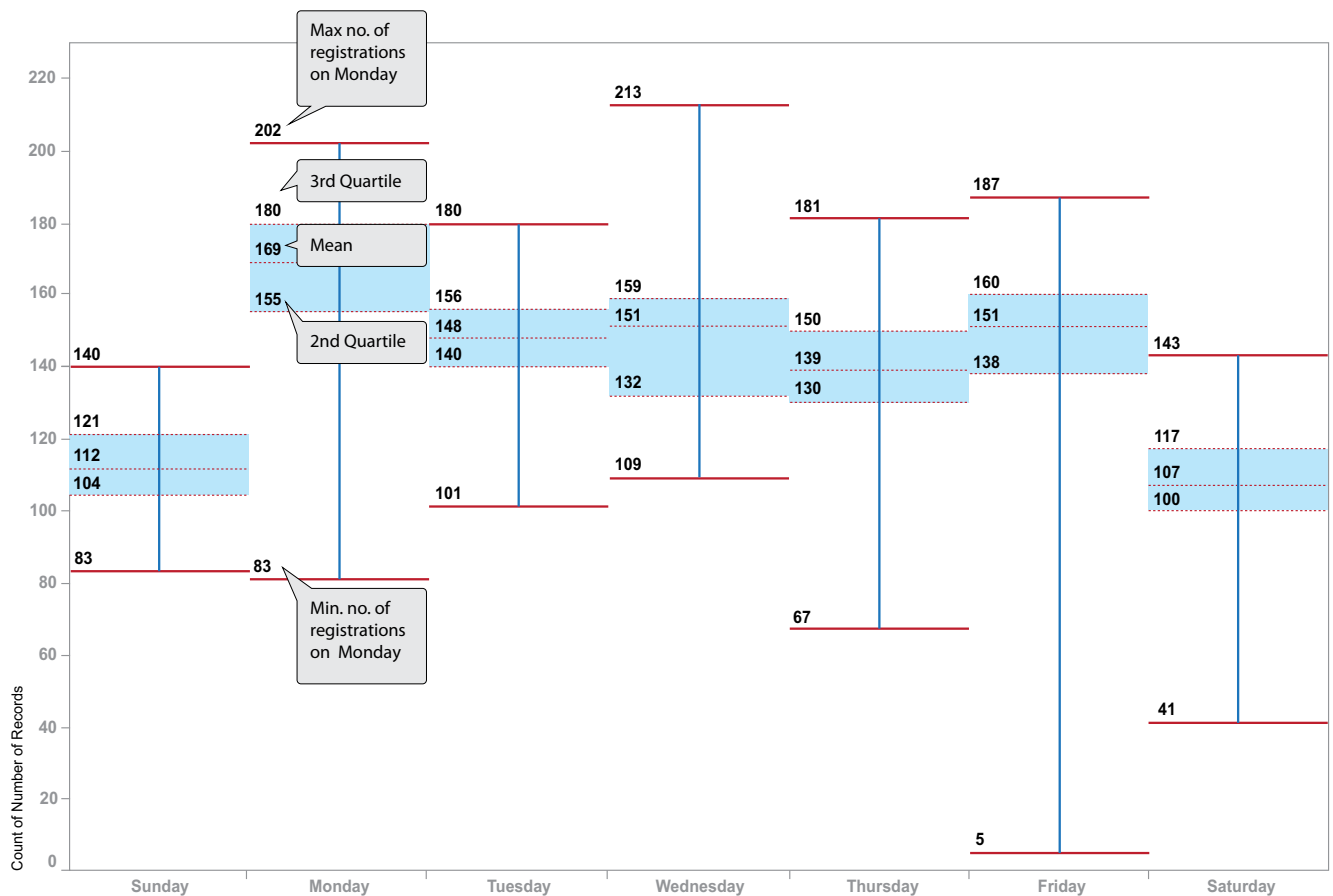 Max no. of
registrations
on Monday
220
213
202
200
3rd Quartile
187
180
180
181
180
169
Mean
160
155
156
159
150
160
148
151
151
2nd Quartile
140
140
140
132
139
130
138
143
121
120
112
104
117
107
100
100
101
109
83
83
80
Min. no. of
registrations
on Monday
67
60
40
41
20
5
0
Count of Number of Records
Sunday
Monday
Tuesday
Wednesday
Thursday
Friday
Saturday